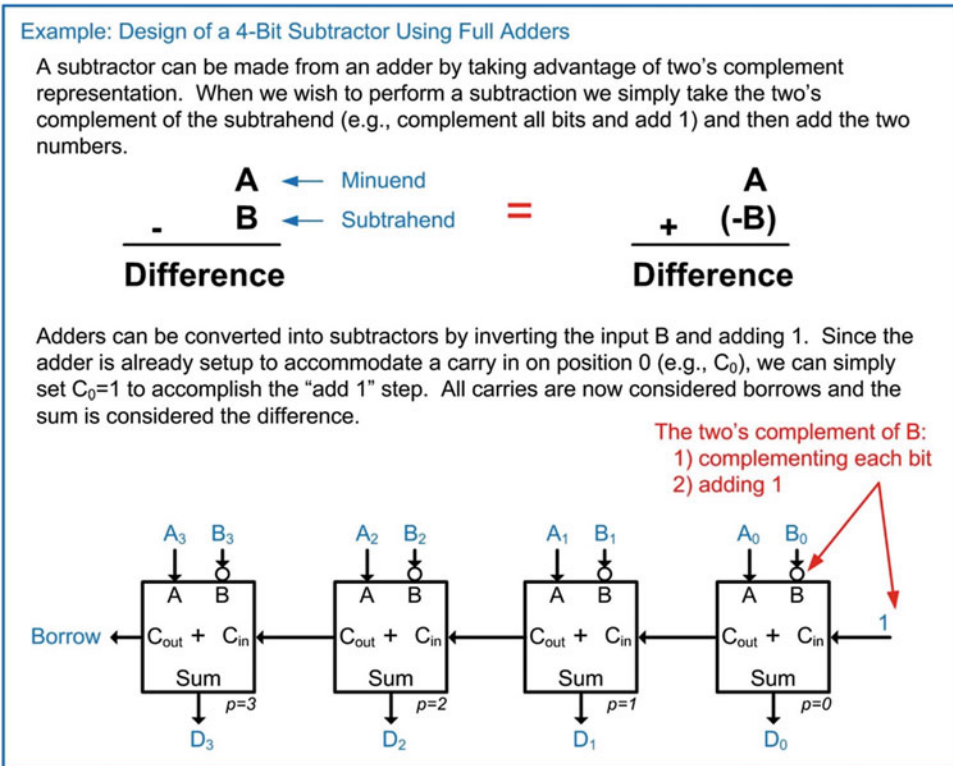 Example: Design of a 4-Bit Subtractor Using Full Adders
A subtractor can be made from an adder by taking advantage of two's complement
representation. When we wish to perform a subtraction we simply take the two's
complement of the subtrahend (e.g., complement all bits and add 1) and then add the two
numbers.
A ← Minuend
- B ← Subtrahend
Difference
=
A
+ (-B)
Difference
Adders can be converted into subtractors by inverting the input B and adding 1. Since the
adder is already setup to accommodate a carry in on position 0 (e.g., C₀), we can simply
set C₀=1 to accomplish the “add 1” step. All carries are now considered borrows and the
sum is considered the difference.
The two's complement of B:
1) complementing each bit
2) adding 1
A₃ B₃ A₂ B₂ A₁ B₁ A₀ B₀
A B A B A B A B
Borrow Cout + Cin Cout + Cin Cout + Cin Cout + Cin 1
Sum Sum Sum Sum
p=3 p=2 p=1 p=0
D₃ D₂ D₁ D₀